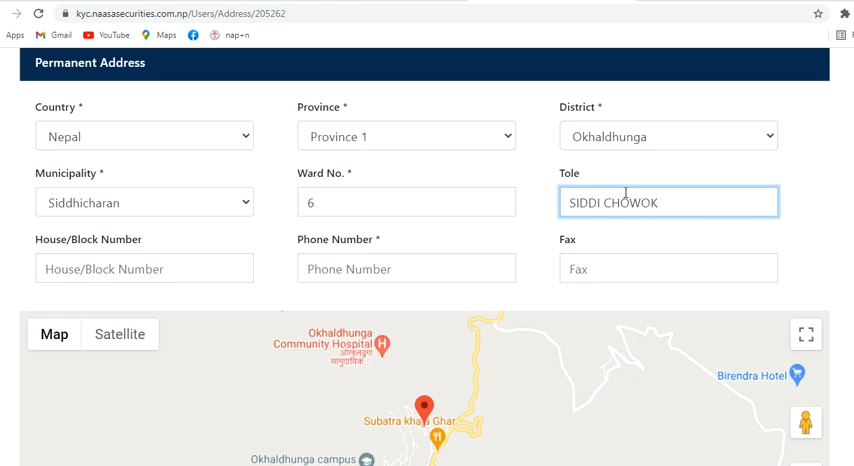 kyc.naasasecurities.com.np/Users/Address/205262
Apps Gmail YouTube Maps nap+n
Permanent Address
Country * Province * District *
Nepal Province 1 Okhaldhunga
Municipality * Ward No. * Tole
Siddhicharan 6 SIDDI CHOWOK
House/Block Number Phone Number * Fax
House/Block Number Phone Number Fax
Map Satellite
Okhaldhunga
Community Hospital H
ओखलढुंगा
सामुदायिक...
Birendra Hotel
Subatra khaja Ghar
Okhaldhunga campus